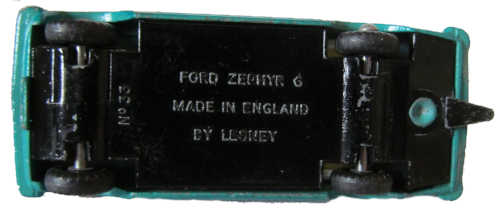 FORD ZEPHYR 6
MADE IN ENGLAND
BY LESNEY
Nº33